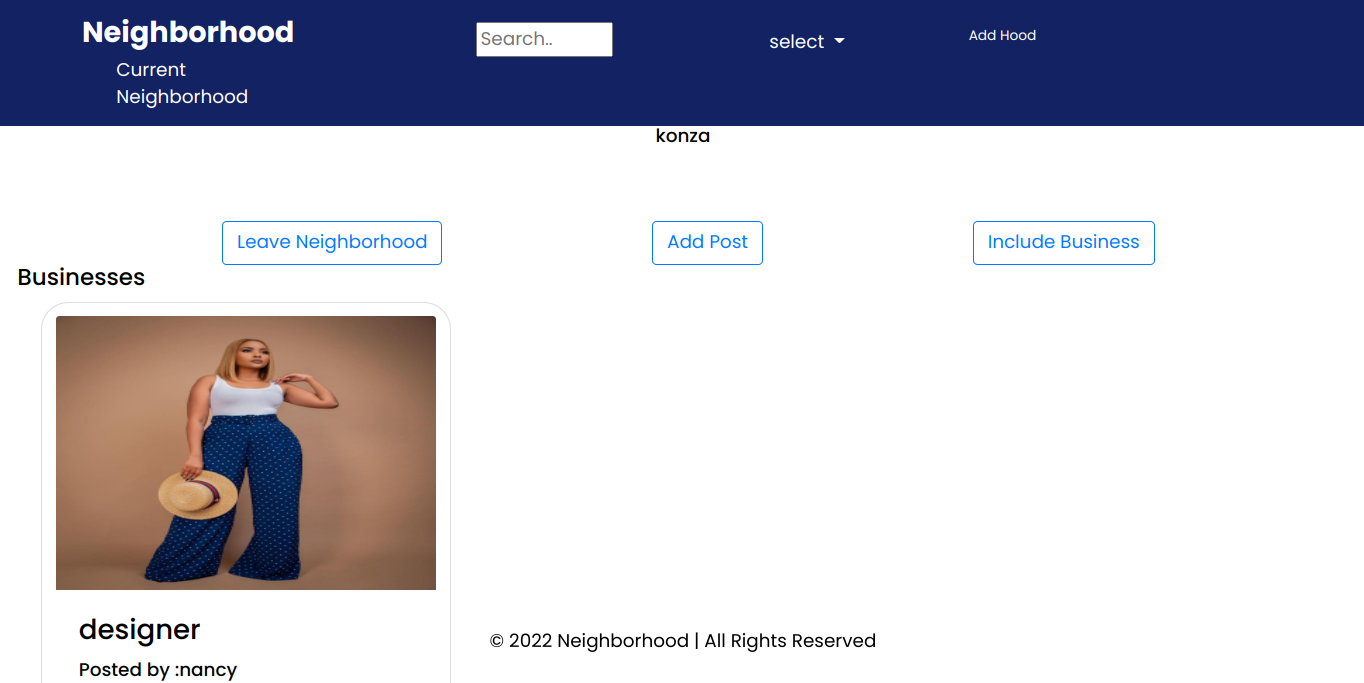 Neighborhood
Current
Neighborhood
Search..
select
Add Hood
konza
Leave Neighborhood
Add Post
Include Business
Businesses
designer
Posted by :nancy
© 2022 Neighborhood | All Rights Reserved